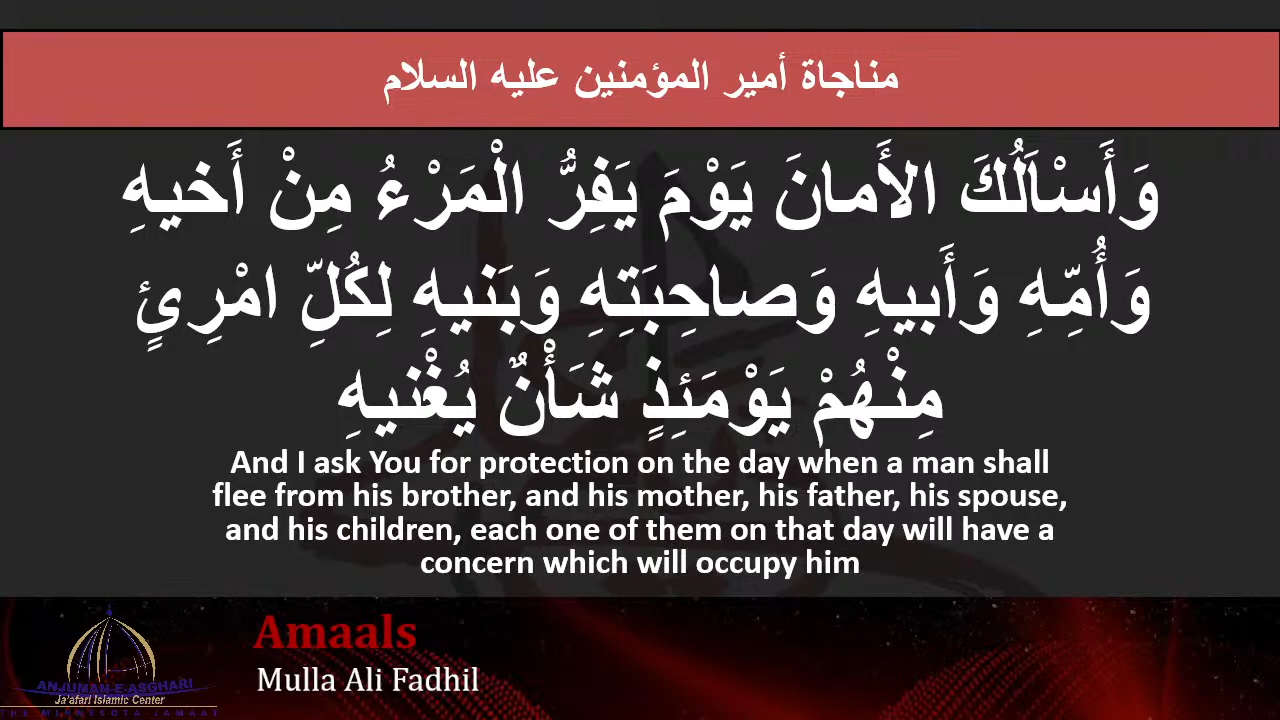 مناجاة أمير المؤمنين عليه السلام
وَأَسْاَلُكَ الأَمانَ يَوْمَ يَفِرُّ الْمَرْءُ مِنْ أَخيهِ
وَأُمِّهِ وَأَبيهِ وَصاحِبَتِهِ وَبَنيهِ لِكُلِّ امْرِئٍ
مِنْهُمْ يَوْمَئِذٍ شَأْنٌ يُغْنيهِ
And I ask You for protection on the day when a man shall
flee from his brother, and his mother, his father, his spouse,
and his children, each one of them on that day will have a
concern which will occupy him
Amaals
Mulla Ali Fadhil
ANJUMAN-E-ASGHARI
Ja'afari Islamic Center
THE MINNESOTA JAMAAT